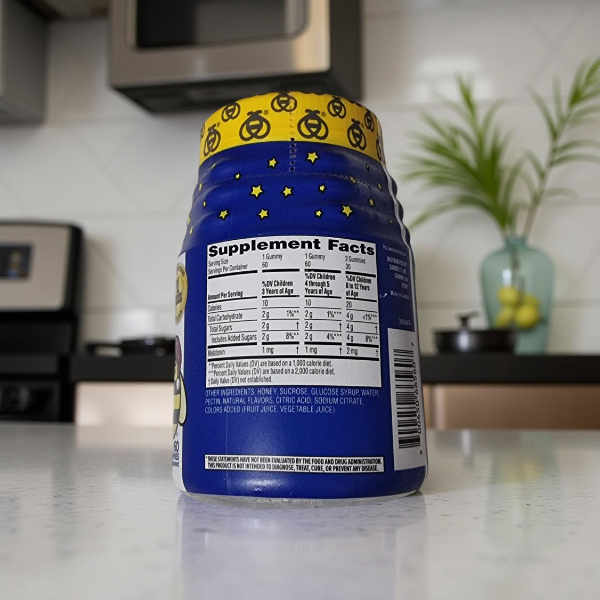 Supplement Facts
Serving Size 1 Gummy 1 Gummy 2 Gummies
Servings Per Container 60 60 30
Amount Per Serving %DV Children 3 Years of Age %DV Children 4 through 5 Years of Age %DV Children 6 to 12 Years of Age
Calories 10 10 20
Total Carbohydrate 2 g 1%** 2 g 1%*** 4 g <1%***
Total Sugars 2 g † 2 g † 4 g †
Includes Added Sugars 2 g 8%** 2 g 4%*** 4 g 8%***
Melatonin 1 mg † 1 mg † 2 mg †
**Percent Daily Values (DV) are based on a 1,000 calorie diet.
***Percent Daily Values (DV) are based on a 2,000 calorie diet.
† Daily Value (DV) not established.
OTHER INGREDIENTS: HONEY, SUCROSE, GLUCOSE SYRUP, WATER,
PECTIN, NATURAL FLAVORS, CITRIC ACID, SODIUM CITRATE,
COLORS ADDED (FRUIT JUICE, VEGETABLE JUICE)
*THESE STATEMENTS HAVE NOT BEEN EVALUATED BY THE FOOD AND DRUG ADMINISTRATION.
THIS PRODUCT IS NOT INTENDED TO DIAGNOSE, TREAT, CURE, OR PREVENT ANY DISEASE.
60